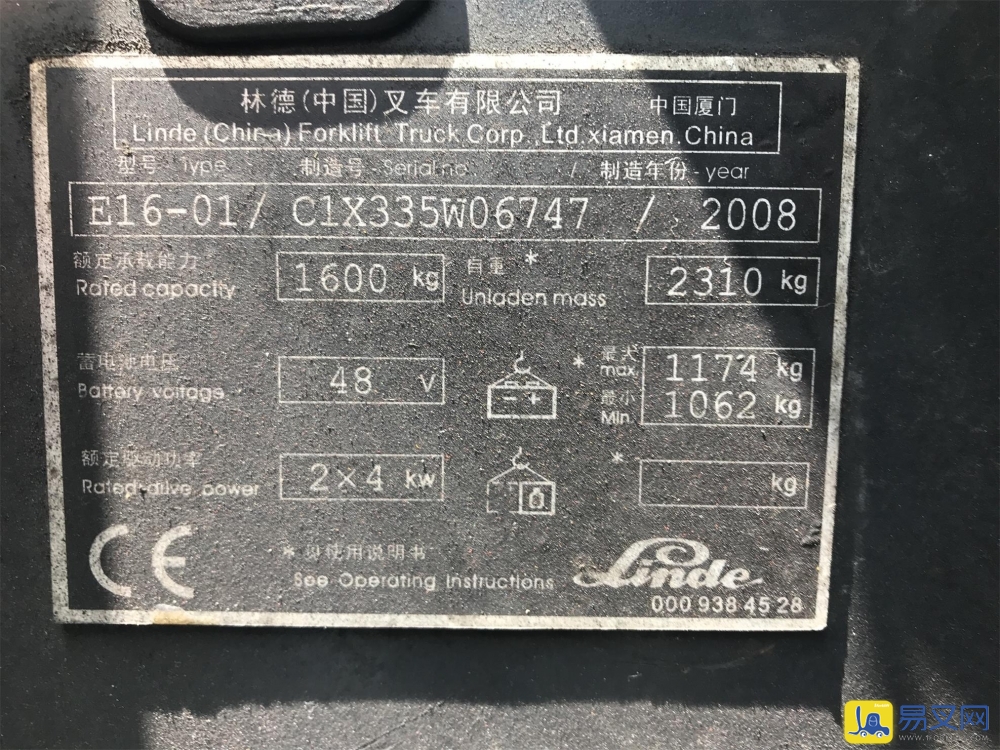 林德(中国)叉车有限公司 中国厦门
Linde (China) Forklift Truck Corp.,Ltd.xiamen.China
型号 Type 制造号-Serial no. / 制造年份-year
E16-01/ C1X335W06747 / 2008
额定承载能力 1600 kg 自重 * 2310 kg
Rated capacity Unladen mass
蓄电池电压 48 V * 最大 max. 1174 kg
Battery voltage - + 最小 Min. 1062 kg
额定驱动功率 2×4 kw * kg
Rated drive power
CE * 见使用说明书 Linde
See Operating Instructions
000 938 45 28
易叉网